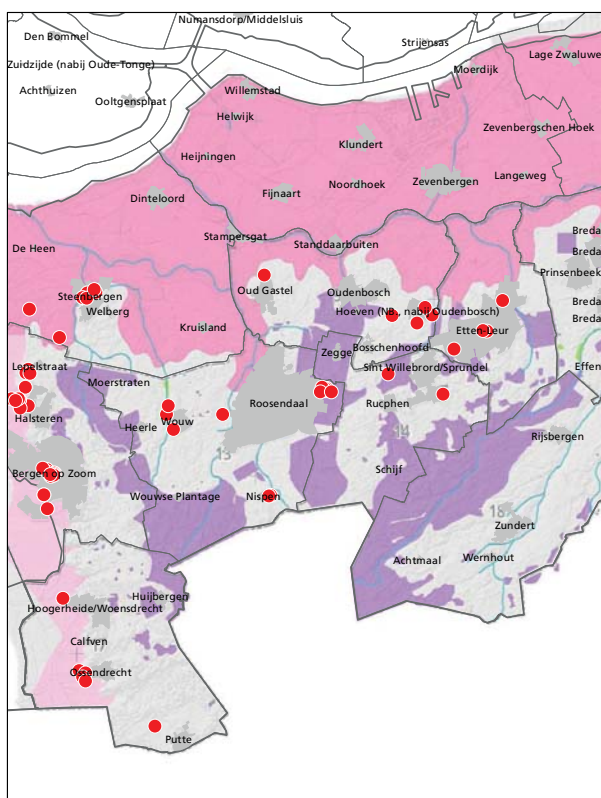 Numansdorp/Middelsluis
Den Bommel
Strijensas
Lage Zwaluwe
Zuidzijde (nabij Oude-Tonge)
Moerdijk
Achthuizen
Willemstad
Ooltgensplaat
Helwijk
Zevenbergschen Hoek
Klundert
Heijningen
Langeweg
Noordhoek
Zevenbergen
Fijnaart
Dinteloord
Breda
Stampersgat
Standdaarbuiten
De Heen
Breda
Prinsenbeek
Oud Gastel
Oudenbosch
Steenbergen
Breda
Welberg
Hoeven (NB., nabij Oudenbosch)
Breda
Kruisland
Etten-Leur
Bosschenhoofd
Zegge
Lepelstraat
Sint Willebrord/Sprundel
Effen
Moerstraten
Roosendaal
Rucphen
Halsteren
Wouw
Heerle
14
Rijsbergen
13
Schijf
Bergen op Zoom
Wouwse Plantage
Nispen
18
Zundert
Achtmaal
Wernhout
Huijbergen
Hoogerheide/Woensdrecht
Calfven
Ossendrecht
Putte